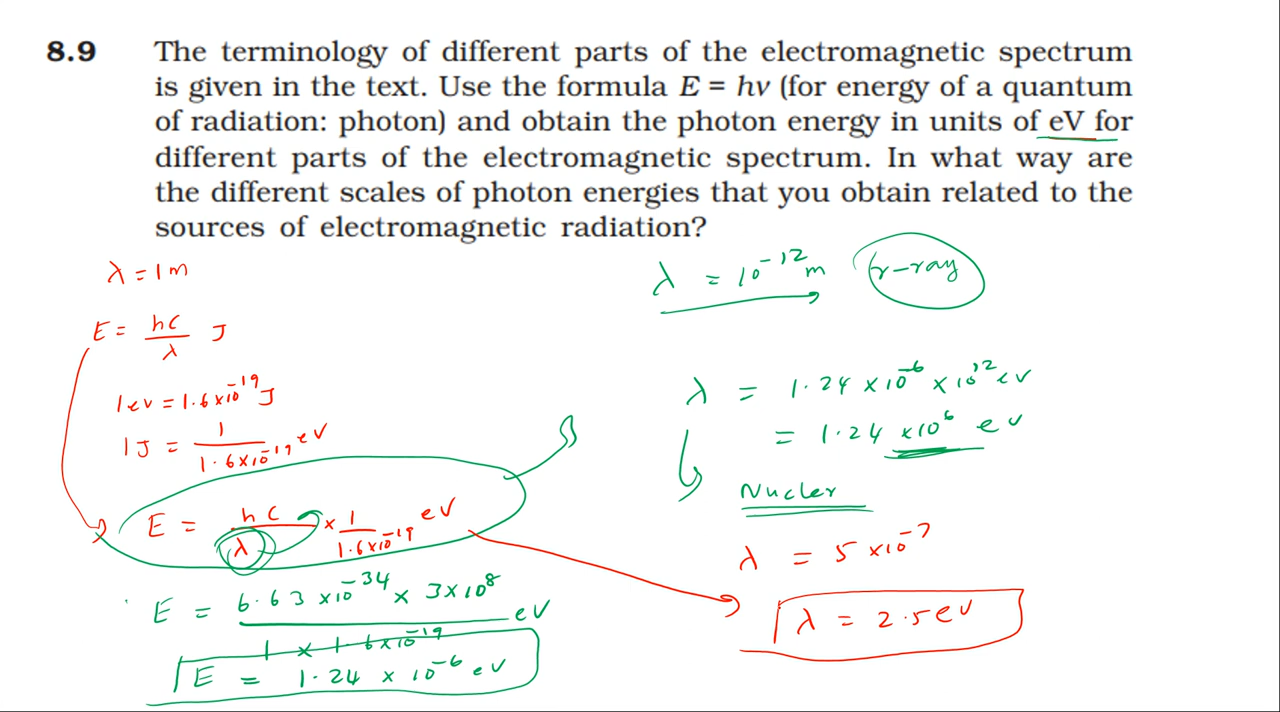 8.9 The terminology of different parts of the electromagnetic spectrum
is given in the text. Use the formula E = hν (for energy of a quantum
of radiation: photon) and obtain the photon energy in units of eV for
different parts of the electromagnetic spectrum. In what way are
the different scales of photon energies that you obtain related to the
sources of electromagnetic radiation?
λ = 1 m
E = hc/λ J
1 ev = 1.6 × 10⁻¹⁹ J
1 J = 1/(1.6 × 10⁻¹⁹) eV
E = hc/λ × 1/(1.6 × 10⁻¹⁹) eV
E = (6.63 × 10⁻³⁴ × 3 × 10⁸)/(1 × 1.6 × 10⁻¹⁹) eV
E = 1.24 × 10⁻⁶ eV
λ = 10⁻¹² m r-ray
λ = 1.24 × 10⁻⁶ × 10¹² eV
= 1.24 × 10⁶ eV
Nucler
λ = 5 × 10⁻⁷
λ = 2.5 eV